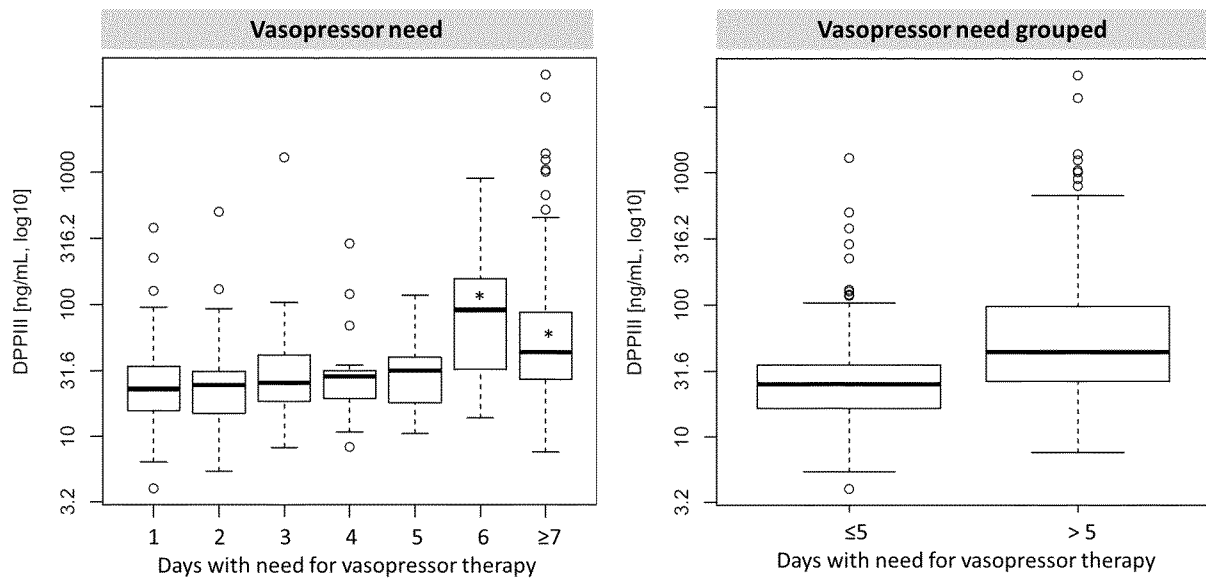 Vasopressor need
DPPIII [ng/mL, log10]
1000
316.2
100
31.6
10
3.2
1 2 3 4 5 6 ≥7
* *
Days with need for vasopressor therapy
Vasopressor need grouped
DPPIII [ng/mL, log10]
1000
316.2
100
31.6
10
3.2
≤5 > 5
Days with need for vasopressor therapy